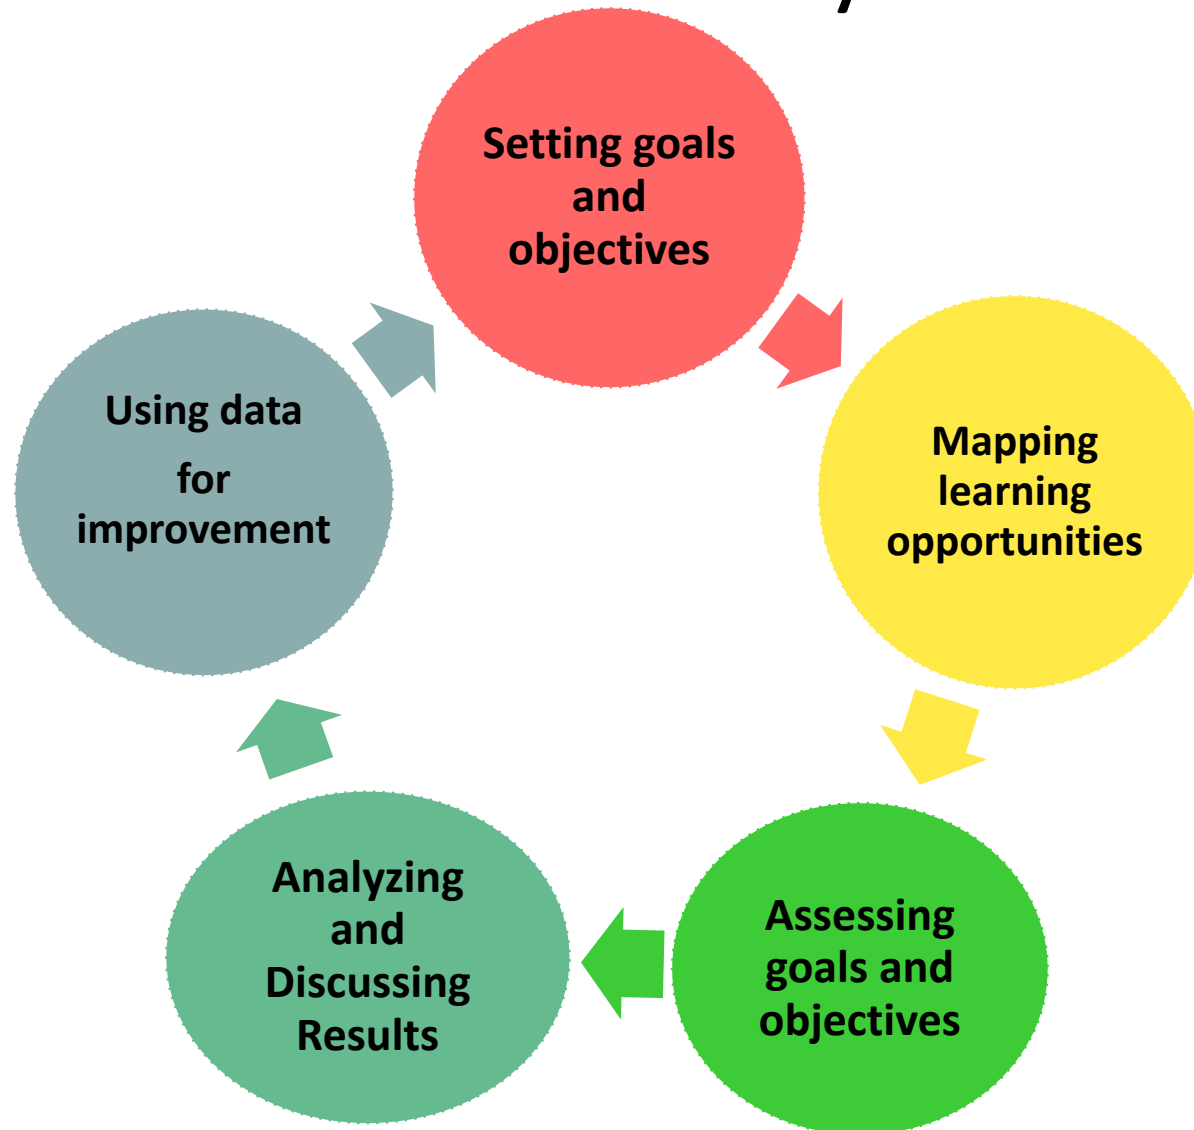 Setting goals
and
objectives
Mapping
learning
opportunities
Assessing
goals and
objectives
Analyzing
and
Discussing
Results
Using data
for
improvement